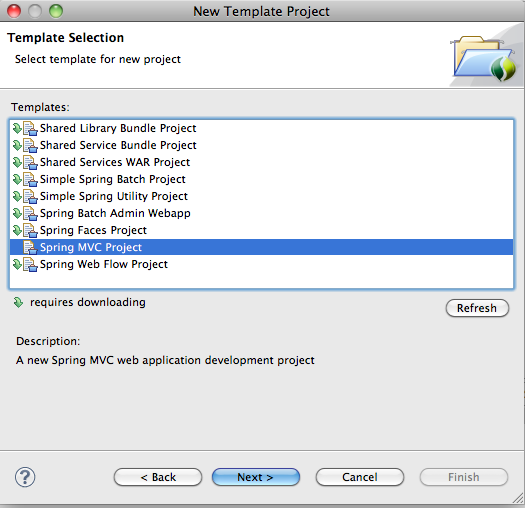 New Template Project
Template Selection
Select template for new project
Templates:
Shared Library Bundle Project
Shared Service Bundle Project
Shared Services WAR Project
Simple Spring Batch Project
Simple Spring Utility Project
Spring Batch Admin Webapp
Spring Faces Project
Spring MVC Project
Spring Web Flow Project
requires downloading
Refresh
Description:
A new Spring MVC web application development project
?
< Back
Next >
Cancel
Finish